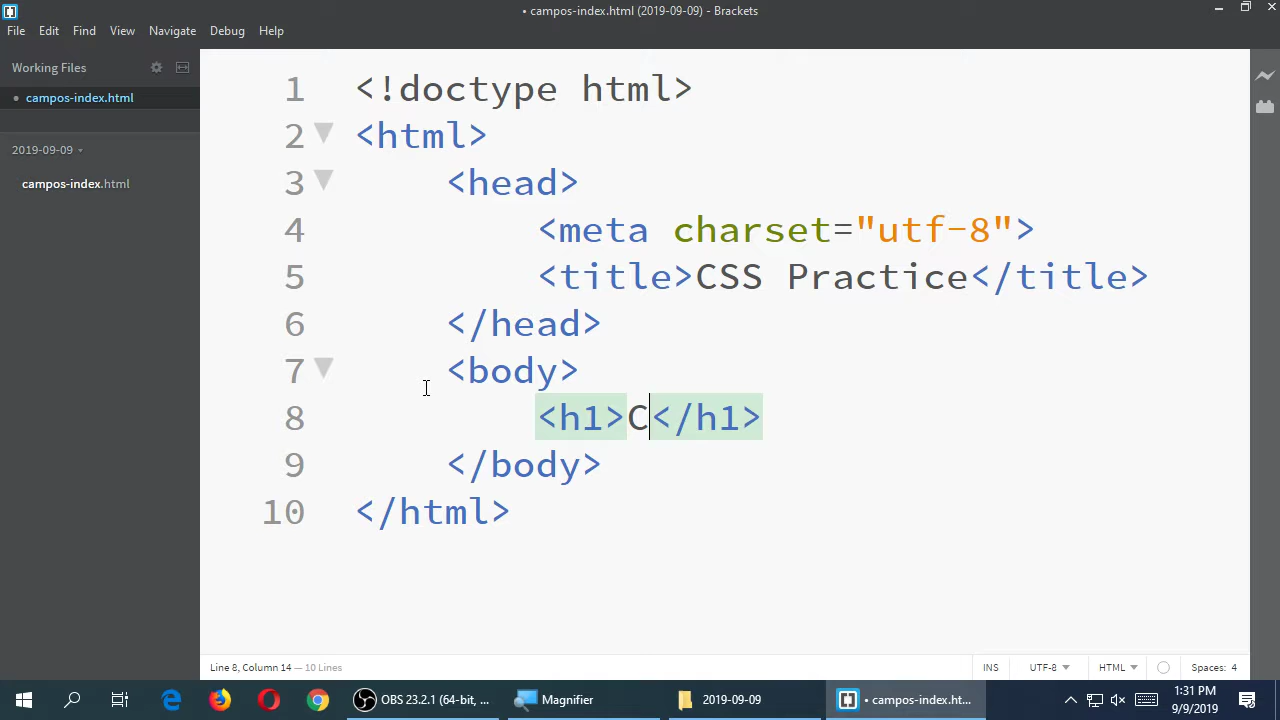 • campos-index.html (2019-09-09) - Brackets
File Edit Find View Navigate Debug Help
Working Files
• campos-index.html
2019-09-09
campos-index.html
1 <!doctype html>
2 <html>
3 <head>
4 <meta charset="utf-8">
5 <title>CSS Practice</title>
6 </head>
7 <body>
8 <h1>C</h1>
9 </body>
10 </html>
Line 8, Column 14 — 10 Lines
INS UTF-8 HTML Spaces: 4
OBS 23.2.1 (64-bit, ... Magnifier 2019-09-09 • campos-index.ht...
1:31 PM
9/9/2019